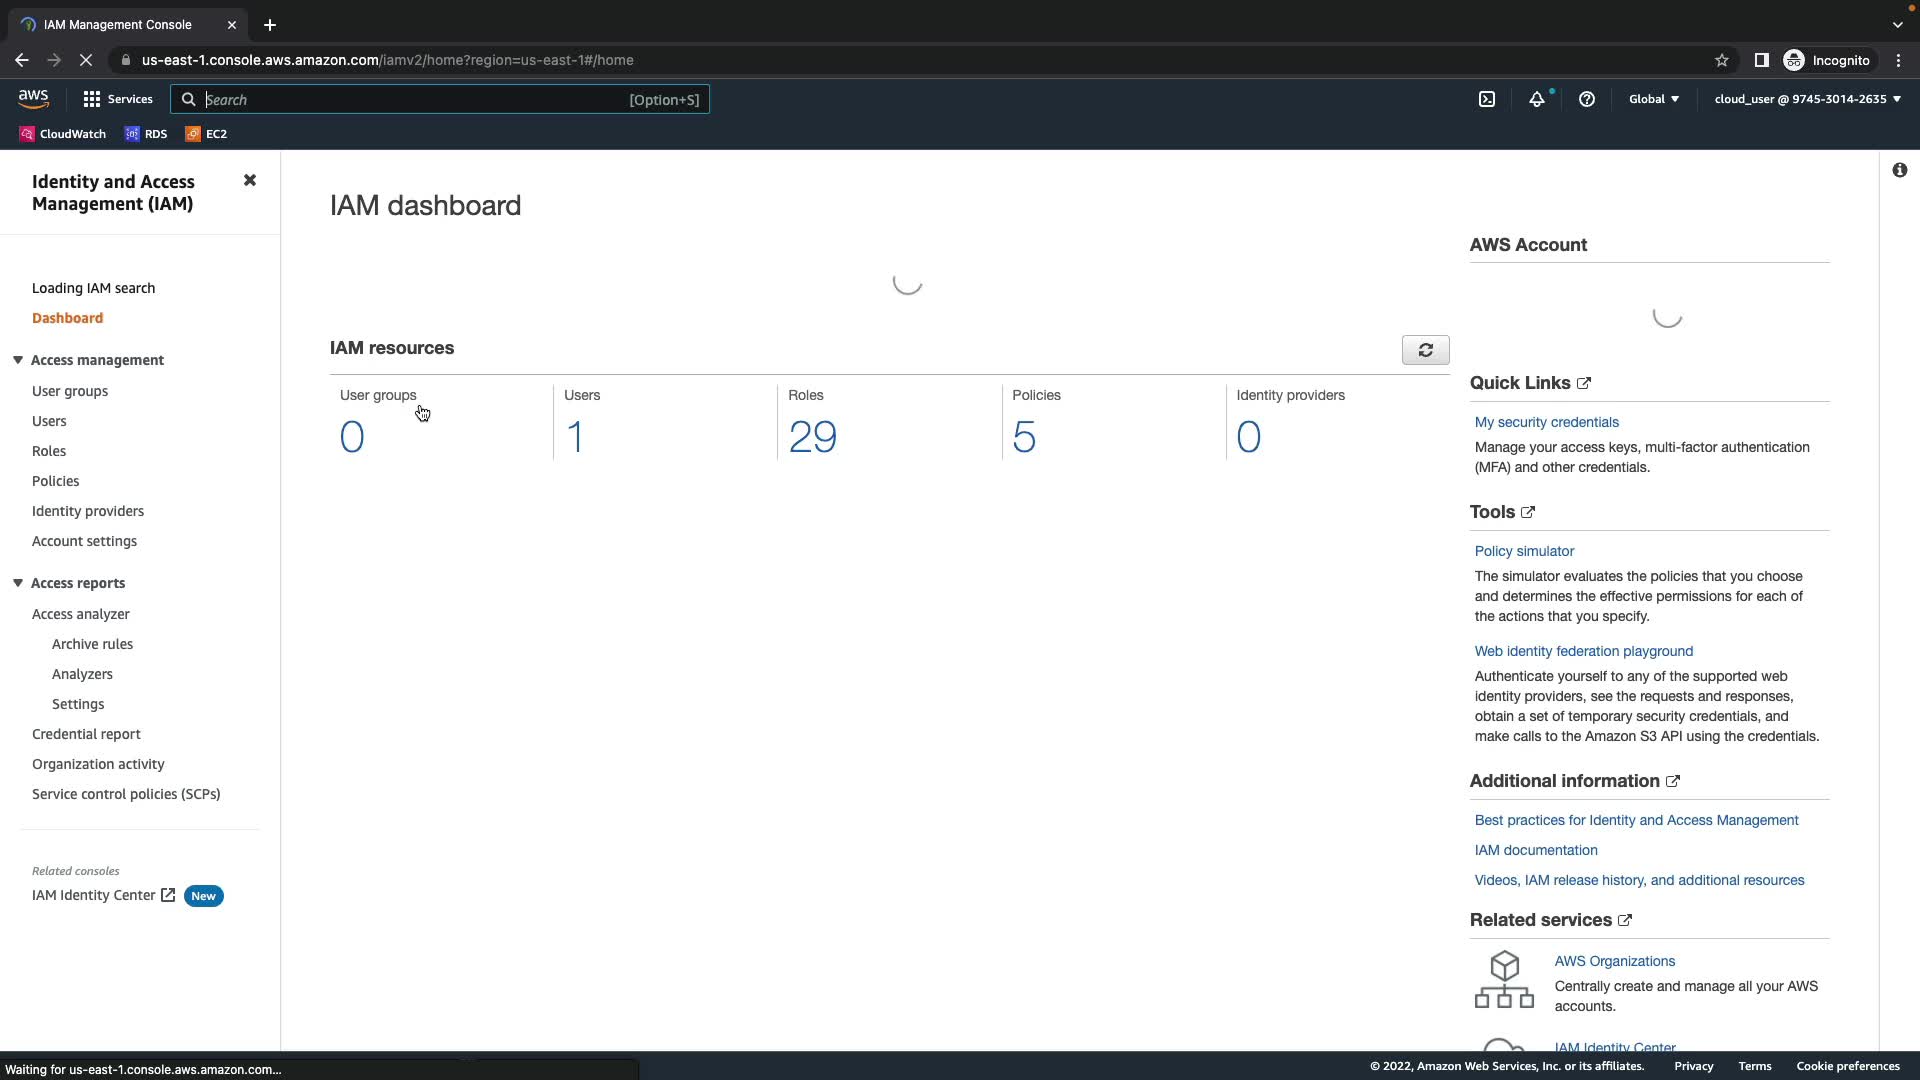 IAM Management Console
us-east-1.console.aws.amazon.com/iamv2/home?region=us-east-1#/home
Incognito
aws
Services
Search
[Option+S]
Global
cloud_user @ 9745-3014-2635
CloudWatch
RDS
EC2
Identity and Access
Management (IAM)
Loading IAM search
Dashboard
Access management
User groups
Users
Roles
Policies
Identity providers
Account settings
Access reports
Access analyzer
Archive rules
Analyzers
Settings
Credential report
Organization activity
Service control policies (SCPs)
Related consoles
IAM Identity Center New
IAM dashboard
IAM resources
User groups
0
Users
1
Roles
29
Policies
5
Identity providers
0
AWS Account
Quick Links
My security credentials
Manage your access keys, multi-factor authentication
(MFA) and other credentials.
Tools
Policy simulator
The simulator evaluates the policies that you choose
and determines the effective permissions for each of
the actions that you specify.
Web identity federation playground
Authenticate yourself to any of the supported web
identity providers, see the requests and responses,
obtain a set of temporary security credentials, and
make calls to the Amazon S3 API using the credentials.
Additional information
Best practices for Identity and Access Management
IAM documentation
Videos, IAM release history, and additional resources
Related services
AWS Organizations
Centrally create and manage all your AWS
accounts.
IAM Identity Center
Waiting for us-east-1.console.aws.amazon.com...
© 2022, Amazon Web Services, Inc. or its affiliates.
Privacy
Terms
Cookie preferences